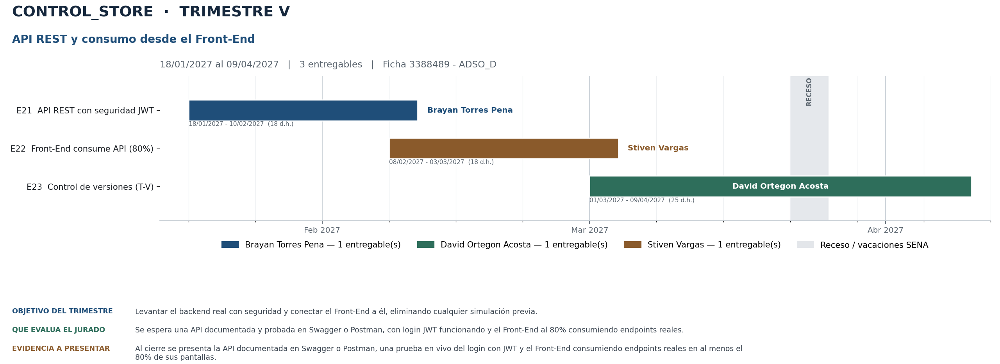 CONTROL_STORE · TRIMESTRE V
API REST y consumo desde el Front-End
18/01/2027 al 09/04/2027 | 3 entregables | Ficha 3388489 - ADSO_D
RECESO
E21 API REST con seguridad JWT
Brayan Torres Pena
18/01/2027 - 10/02/2027 (18 d.h.)
E22 Front-End consume API (80%)
Stiven Vargas
08/02/2027 - 03/03/2027 (18 d.h.)
E23 Control de versiones (T-V)
David Ortegon Acosta
01/03/2027 - 09/04/2027 (25 d.h.)
Feb 2027 Mar 2027 Abr 2027
Brayan Torres Pena — 1 entregable(s) David Ortegon Acosta — 1 entregable(s) Stiven Vargas — 1 entregable(s) Receso / vacaciones SENA
OBJETIVO DEL TRIMESTRE Levantar el backend real con seguridad y conectar el Front-End a él, eliminando cualquier simulación previa.
QUE EVALUA EL JURADO Se espera una API documentada y probada en Swagger o Postman, con login JWT funcionando y el Front-End al 80% consumiendo endpoints reales.
EVIDENCIA A PRESENTAR Al cierre se presenta la API documentada en Swagger o Postman, una prueba en vivo del login con JWT y el Front-End consumiendo endpoints reales en al menos el
80% de sus pantallas.